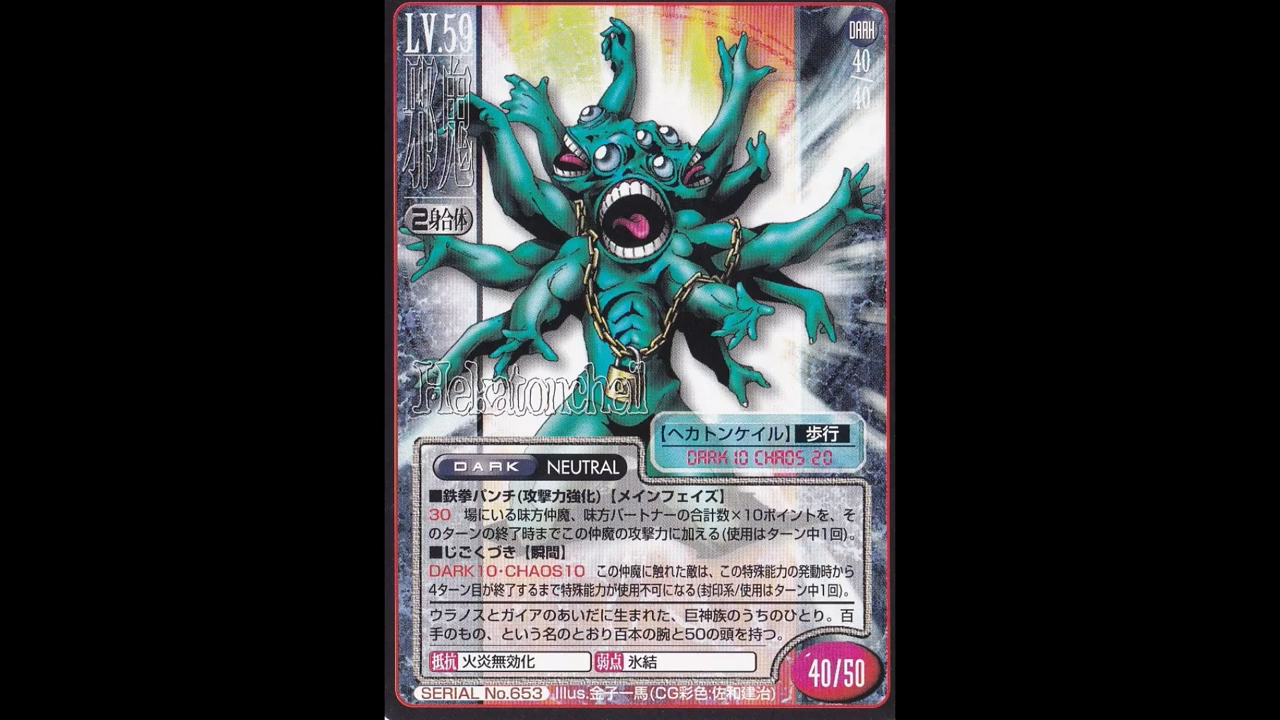 LV.59
邪鬼
2身合体
DARK
40/40
Hekatoncheil
【ヘカトンケイル】 歩行
DARK 10 CHAOS 20
DARK NEUTRAL
■鉄拳パンチ(攻撃力強化)【メインフェイズ】
30 場にいる味方仲魔、味方パートナーの合計数×10ポイントを、そ
のターンの終了時までこの仲魔の攻撃力に加える(使用はターン中1回)。
■じごくづき【瞬間】
DARK10・CHAOS10 この仲魔に触れた敵は、この特殊能力の発動時から
4ターン目が終了するまで特殊能力が使用不可になる(封印系/使用はターン中1回)。
ウラノスとガイアのあいだに生まれた、巨神族のうちのひとり。百
手のもの、という名のとおり百本の腕と50の頭を持つ。
抵抗 火炎無効化 弱点 氷結
40/50
SERIAL No.653 Illus.金子一馬(CG彩色:佐和建治)